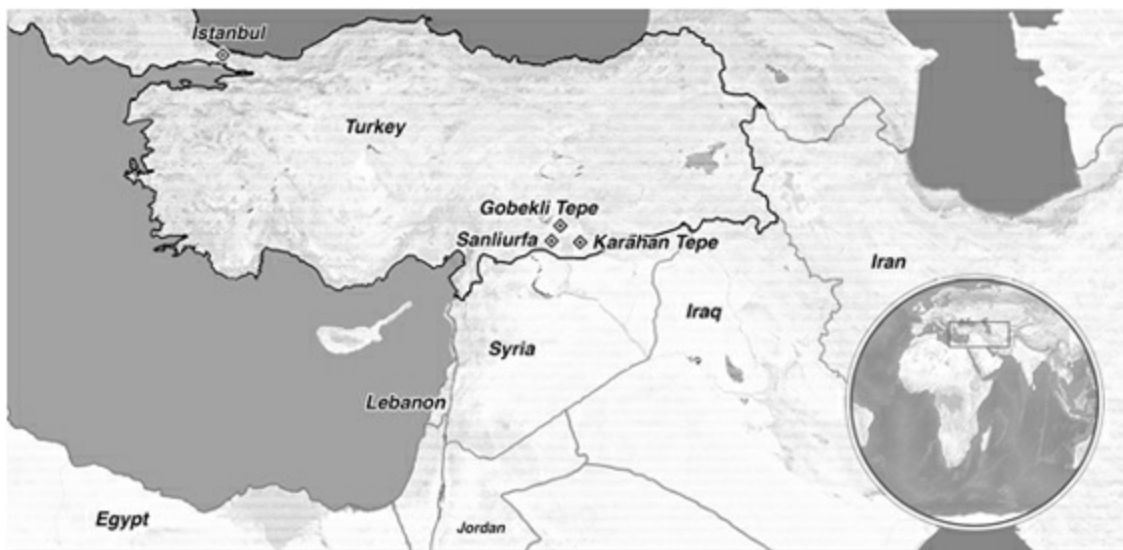 Istanbul
Turkey
Gobekli Tepe
Sanliurfa
Karahan Tepe
Iran
Iraq
Syria
Lebanon
Egypt
Jordan